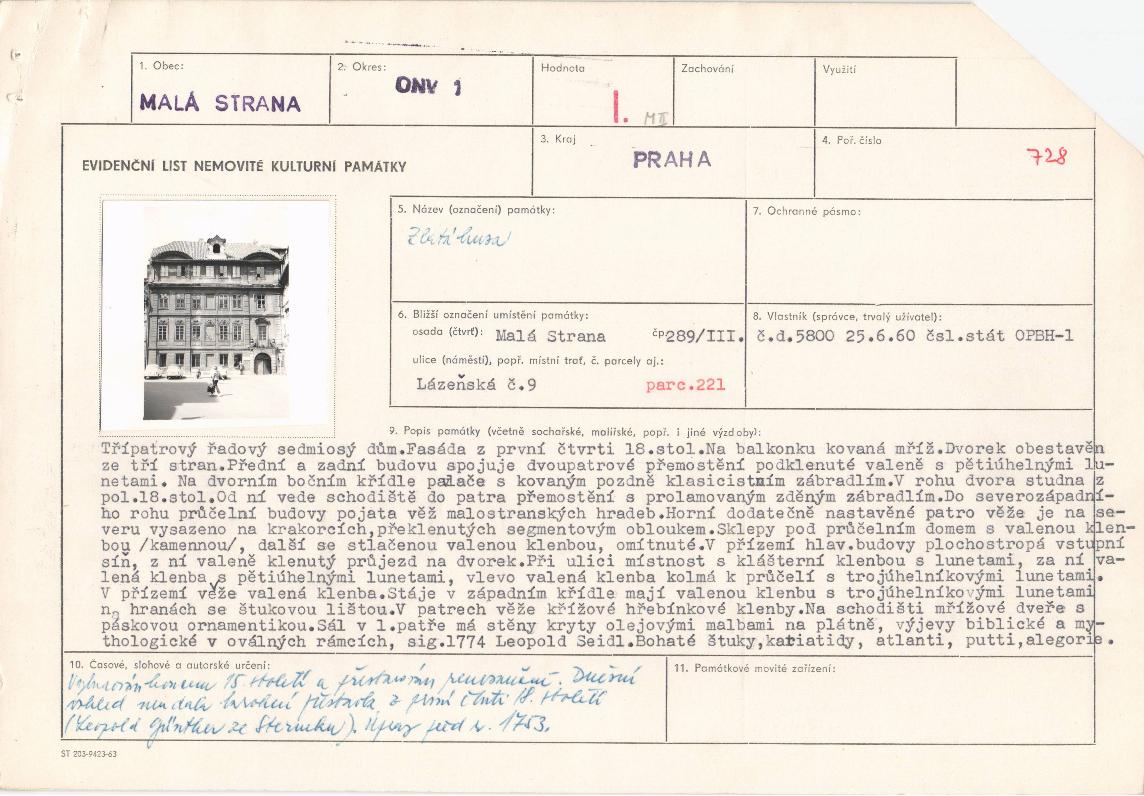 1. Obec:
MALÁ STRANA
2. Okres:
ONV 1
Hodnota
I. MII
Zachování
Využití
EVIDENČNÍ LIST NEMOVITÉ KULTURNÍ PAMÁTKY
3. Kraj
PRAHA
4. Poř. číslo
728
5. Název (označení) památky:
Zlatá husa
7. Ochranné pásmo:
6. Bližší označení umístění památky:
osada (čtvrť): Malá Strana čp 289/III.
ulice (náměstí), popř. místní trať, č. parcely aj.:
Lázeňská č.9 parc.221
8. Vlastník (správce, trvalý uživatel):
č.d.5800 25.6.60 čsl.stát OPBH-1
9. Popis památky (včetně sochařské, malířské, popř. i jiné výzdoby):
Třípatrový řadový sedmiosý dům.Fasáda z první čtvrti 18.stol.Na balkonku kovaná mříž.Dvorek obestavěn
ze tří stran.Přední a zadní budovu spojuje dvoupatrové přemostění podklenuté valeně s pětiúhelnými lu-
netami. Na dvorním bočním křídle palače s kovaným pozdně klasicistním zábradlím.V rohu dvora studna z
pol.18.stol.Od ní vede schodiště do patra přemostění s prolamovaným zděným zábradlím.Do severozápadní-
ho rohu průčelní budovy pojata věž malostranských hradeb.Horní dodatečně nastavěné patro věže je na se-
veru vysazeno na krakorcích,překlenutých segmentovým obloukem.Sklepy pod průčelním domem s valenou klen-
bou /kamennou/, další se stlačenou valenou klenbou, omítnuté.V přízemí hlav.budovy plochostropá vstupní
síň, z ní valeně klenutý průjezd na dvorek.Při ulici místnost s klášterní klenbou s lunetami, za ní va-
lená klenba s pětiúhelnými lunetami, vlevo valená klenba kolmá k průčelí s trojúhelníkovými lunetami.
V přízemí věže valená klenba.Stáje v západním křídle mají valenou klenbu s trojúhelníkovými lunetami
na hranách se štukovou lištou.V patrech věže křížové hřebínkové klenby.Na schodišti mřížové dveře s
páskovou ornamentikou.Sál v 1.patře má stěny kryty olejovými malbami na plátně, výjevy biblické a my-
thologické v oválných rámcích, sig.1774 Leopold Seidl.Bohaté štuky,kariatidy, atlanti, putti,alegorie.
10. Časové, slohové a autorské určení:
koncem 15. století a přestavěn renesančně. Dnešní
vzhled mu dala barokní přestavba z první čtvrti 18. století
(Leopold Günther ze Sterneku). Úpravy před r. 1753.
11. Památkové movité zařízení:
ST 203-9423-63